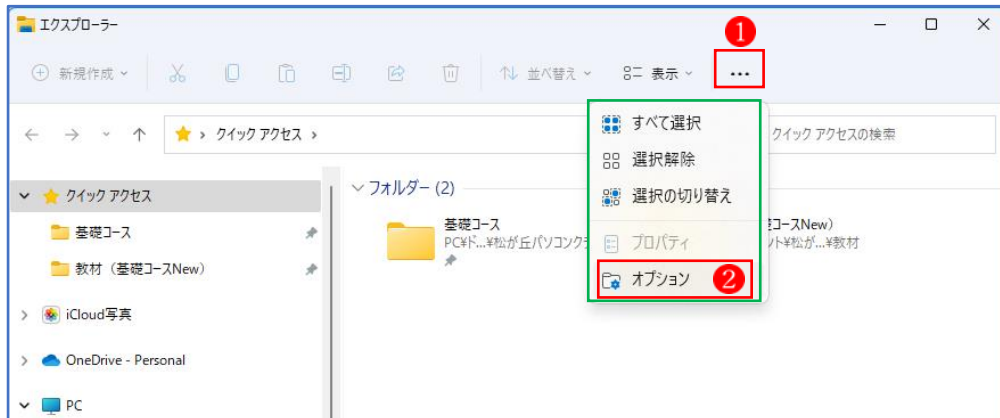 エクスプローラー
1
新規作成
並べ替え
表示
クイック アクセス
すべて選択
クイック アクセスの検索
選択解除
選択の切り替え
プロパティ
オプション 2
クイック アクセス
基礎コース
教材（基礎コースNew）
iCloud写真
OneDrive - Personal
PC
フォルダー (2)
基礎コース
PC¥ド...¥松が丘パソコンク
コースNew）
ント¥松が...¥教材